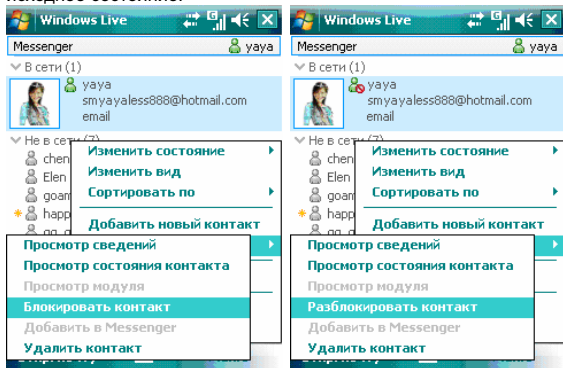 Windows Live
Messenger yaya
В сети (1)
yaya
smyayaless888@hotmail.com
email
Не в сети (7)
chen
Elen
goam
happ
Изменить состояние
Изменить вид
Сортировать по
Добавить новый контакт
Просмотр сведений
Просмотр состояния контакта
Просмотр модуля
Блокировать контакт
Добавить в Messenger
Удалить контакт
Windows Live
Messenger yaya
В сети (1)
yaya
smyayaless888@hotmail.com
email
Не в сети (7)
chen
Elen
goam
happ
Изменить состояние
Изменить вид
Сортировать по
Добавить новый контакт
Просмотр сведений
Просмотр состояния контакта
Просмотр модуля
Разблокировать контакт
Добавить в Messenger
Удалить контакт